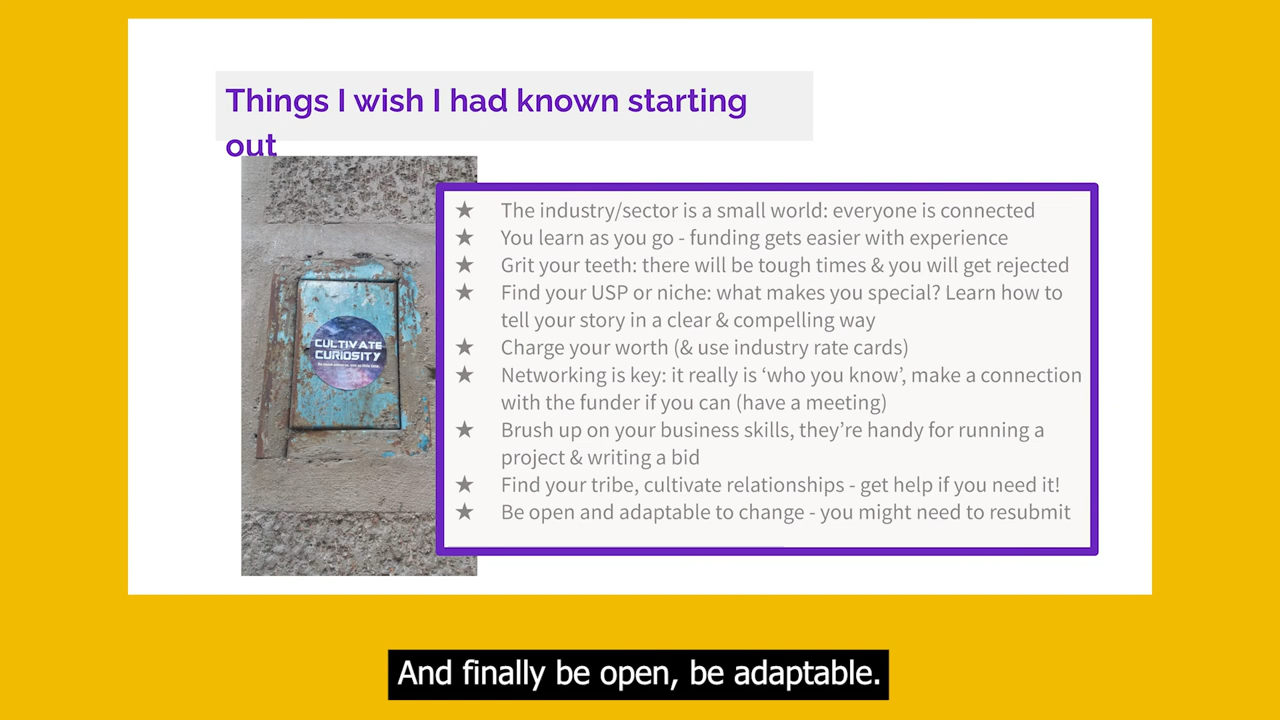 Things I wish I had known starting
out
CULTIVATE
CURIOSITY
★ The industry/sector is a small world: everyone is connected
★ You learn as you go - funding gets easier with experience
★ Grit your teeth: there will be tough times & you will get rejected
★ Find your USP or niche: what makes you special? Learn how to
tell your story in a clear & compelling way
★ Charge your worth (& use industry rate cards)
★ Networking is key: it really is ‘who you know’, make a connection
with the funder if you can (have a meeting)
★ Brush up on your business skills, they’re handy for running a
project & writing a bid
★ Find your tribe, cultivate relationships - get help if you need it!
★ Be open and adaptable to change - you might need to resubmit
And finally be open, be adaptable.